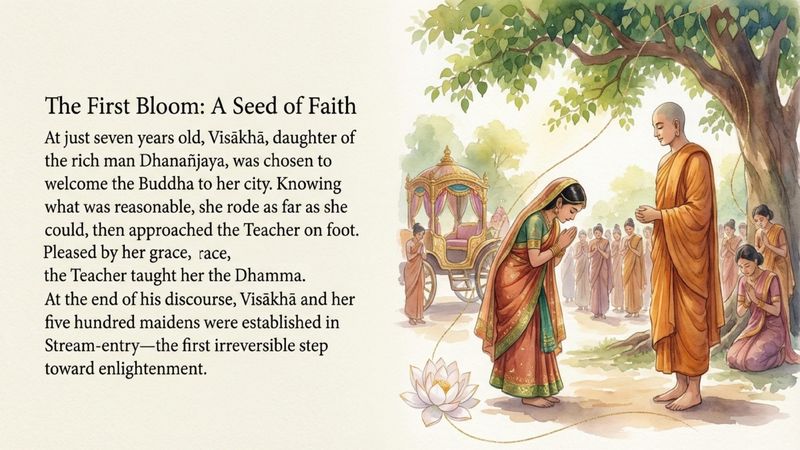 The First Bloom: A Seed of Faith
At just seven years old, Visākhā, daughter of
the rich man Dhanañjaya, was chosen to
welcome the Buddha to her city. Knowing
what was reasonable, she rode as far as she
could, then approached the Teacher on foot.
Pleased by her grace, race,
the Teacher taught her the Dhamma.
At the end of his discourse, Visākhā and her
five hundred maidens were established in
Stream-entry—the first irreversible step
toward enlightenment.